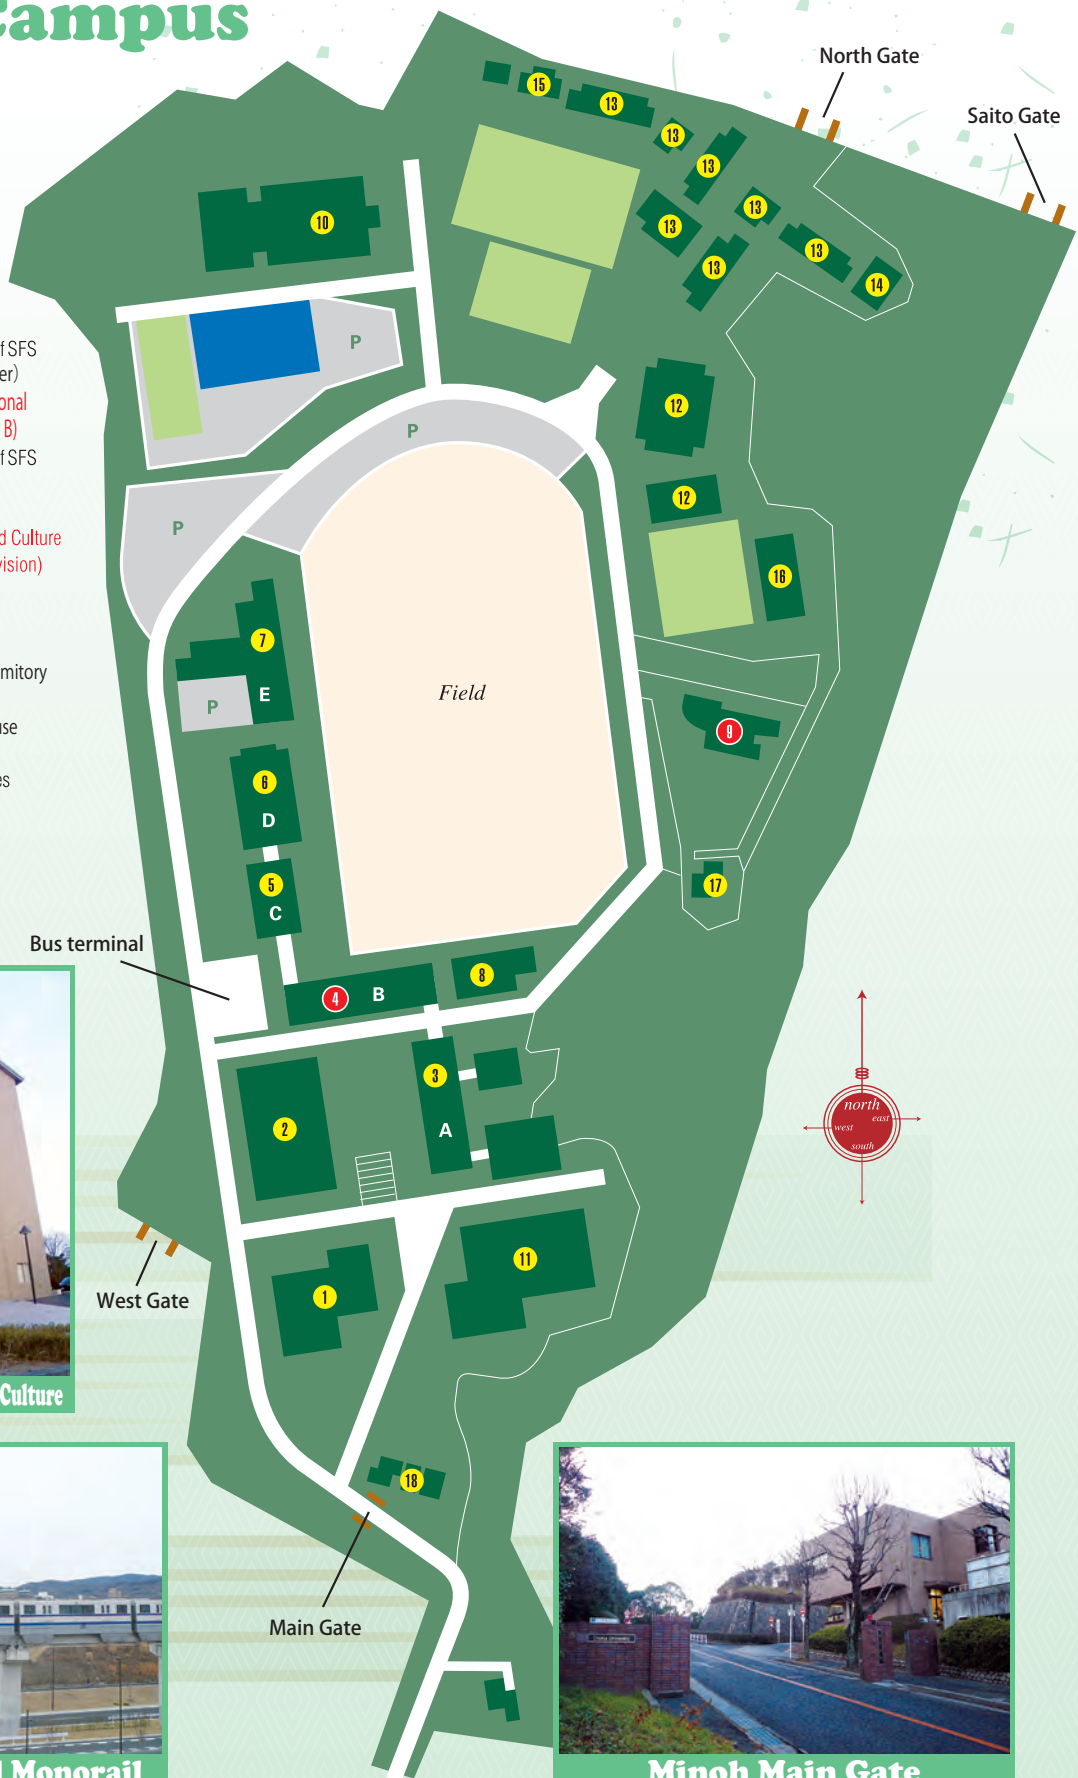 Campus
North Gate
Saito Gate
15
13
13
13
13
13
13
13
14
10
P
f SFS
er)
onal
B)
f SFS
12
P
12
P
d Culture
vision)
16
7
E
P
mitory
Field
use
9
6
D
es
5
C
17
Bus terminal
8
4
B
3
A
2
north
east
west
south
11
1
West Gate
Culture
18
Main Gate
Monorail
Minoh Main Gate